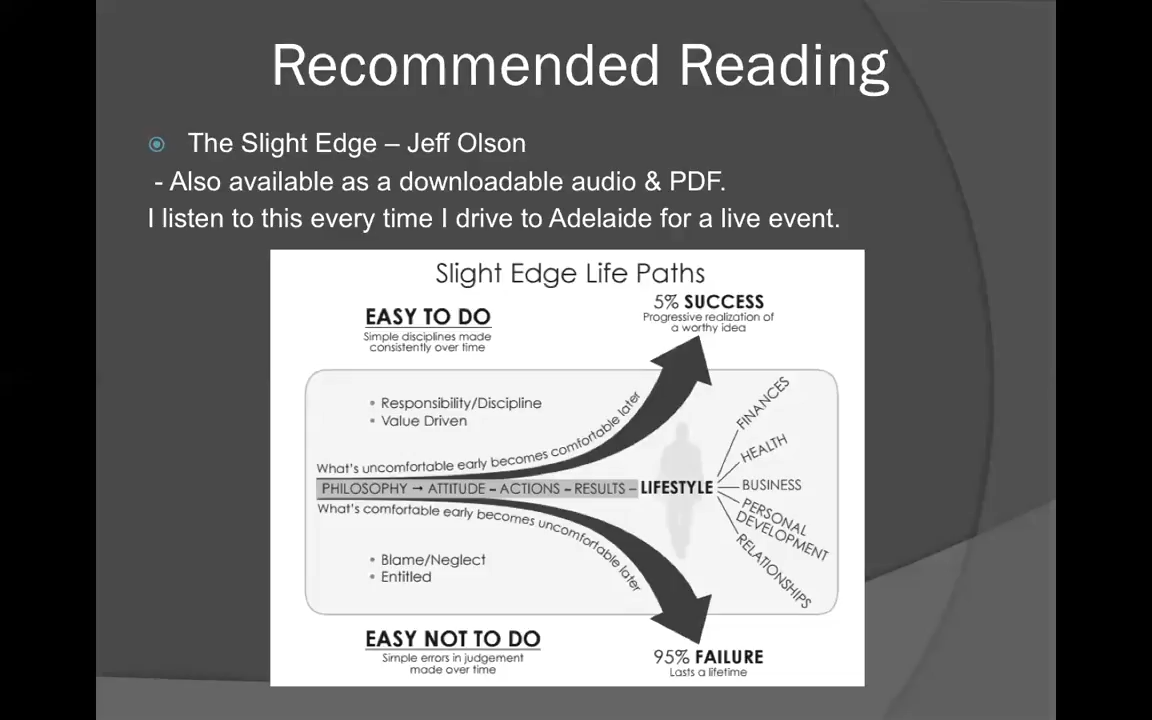 Recommended Reading
The Slight Edge – Jeff Olson
- Also available as a downloadable audio & PDF.
I listen to this every time I drive to Adelaide for a live event.
Slight Edge Life Paths
EASY TO DO
Simple disciplines made
consistently over time
5% SUCCESS
Progressive realization of
a worthy idea
• Responsibility/Discipline
• Value Driven
What's uncomfortable early becomes comfortable later
PHILOSOPHY → ATTITUDE – ACTIONS – RESULTS – LIFESTYLE
What's comfortable early becomes uncomfortable later
FINANCES
HEALTH
BUSINESS
PERSONAL
DEVELOPMENT
RELATIONSHIPS
• Blame/Neglect
• Entitled
EASY NOT TO DO
Simple errors in judgement
made over time
95% FAILURE
Lasts a lifetime